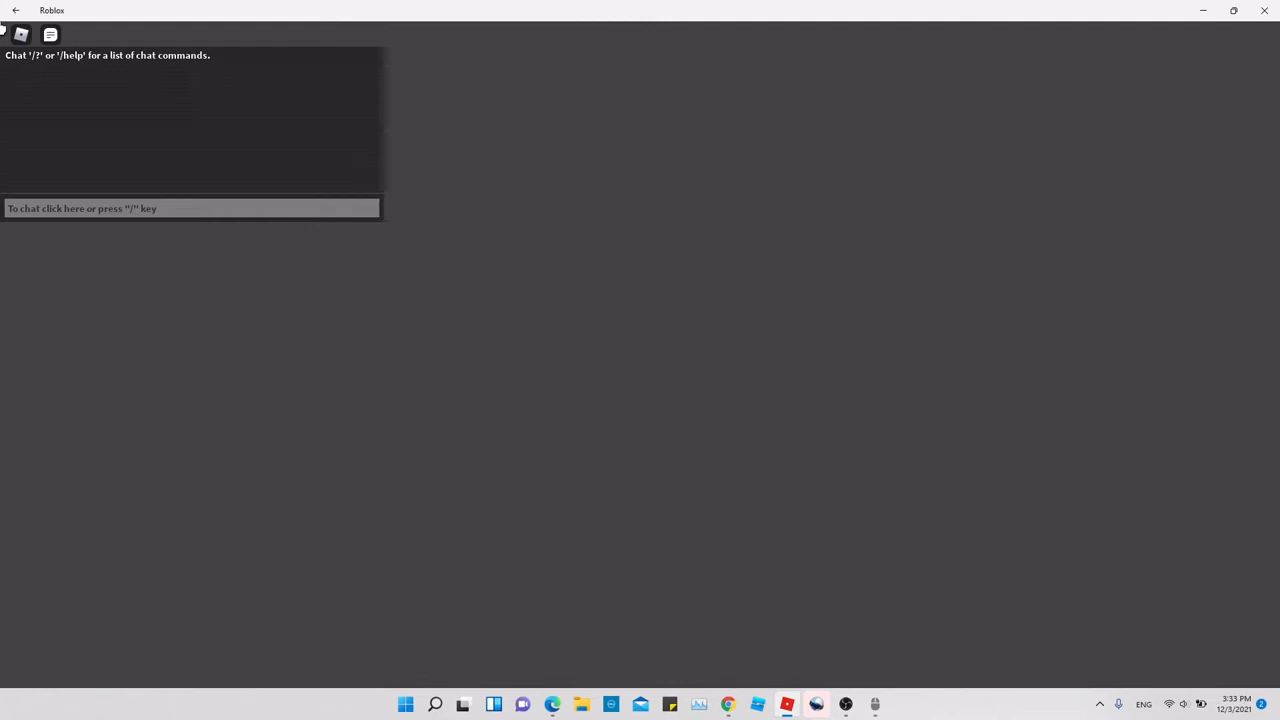 Roblox
Chat '/?' or '/help' for a list of chat commands.
To chat click here or press "/" key
ENG
3:33 PM
12/3/2021
2